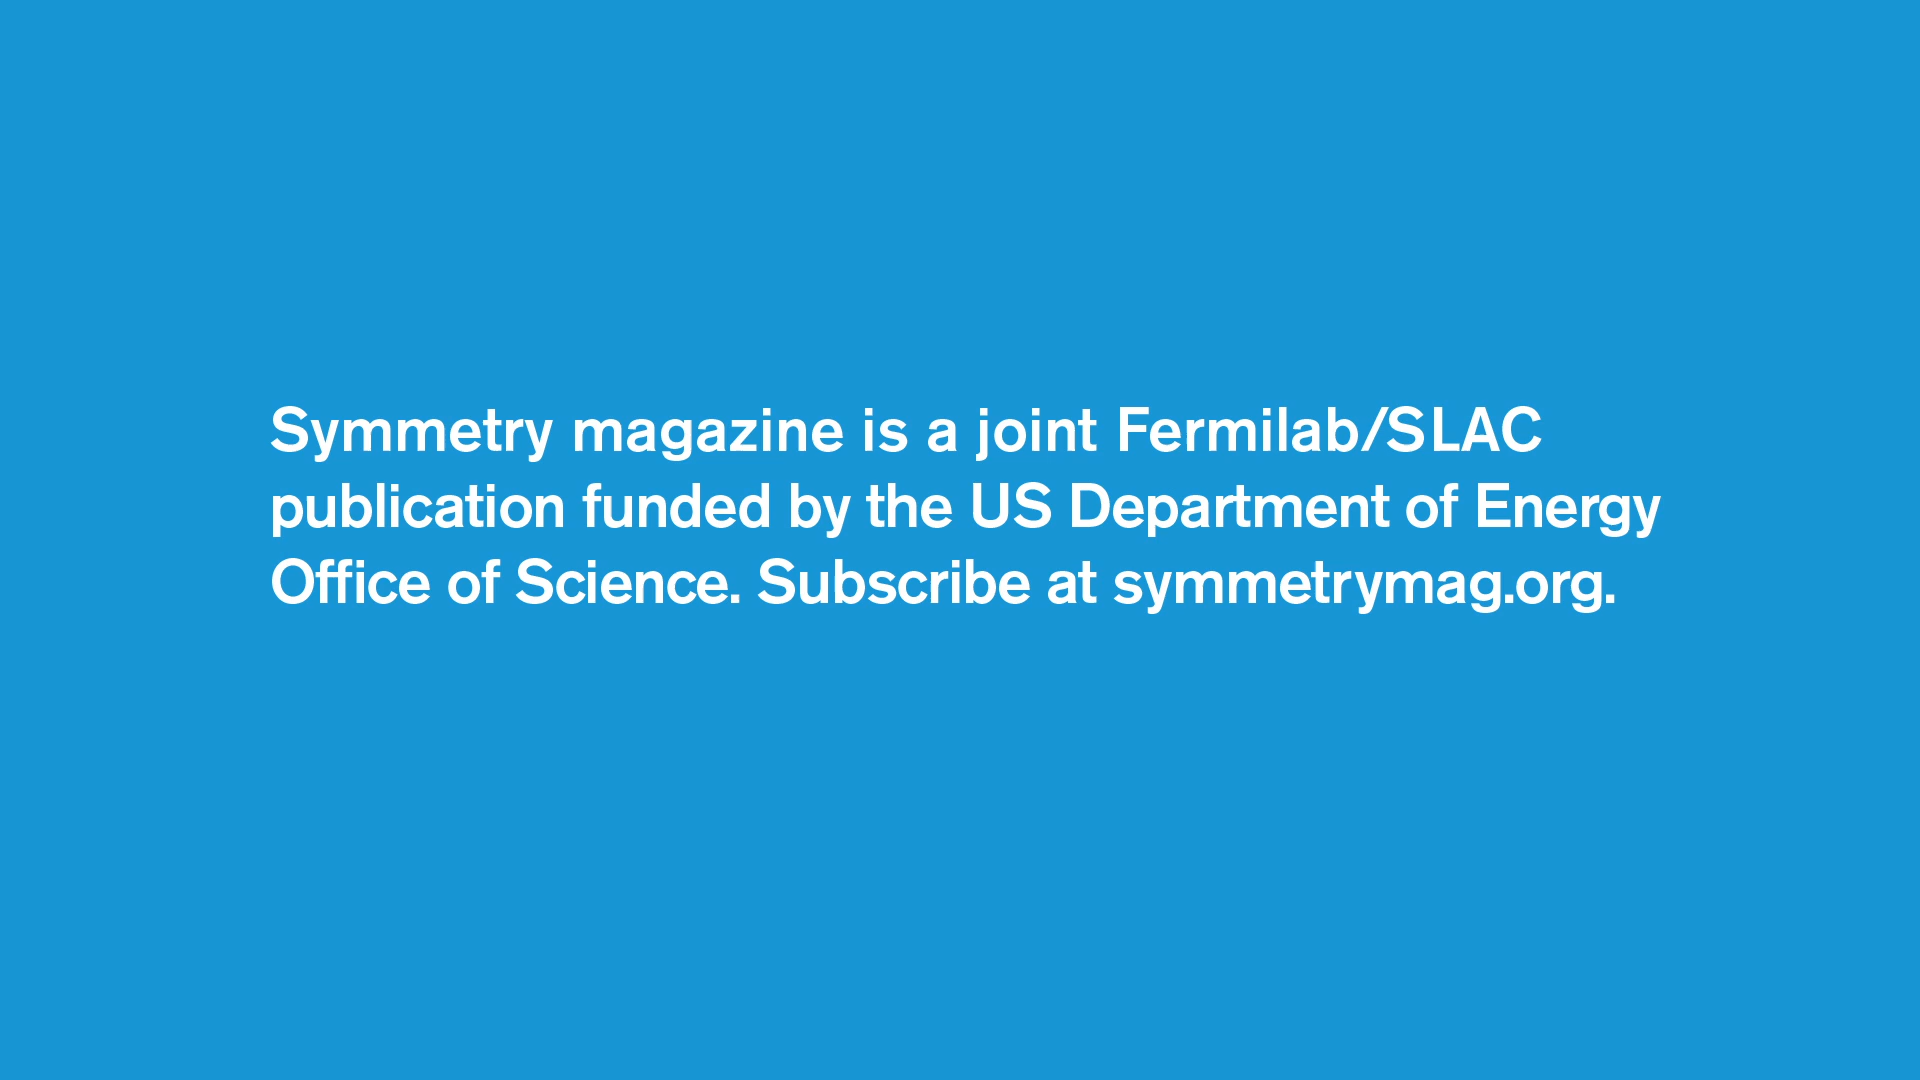 Symmetry magazine is a joint Fermilab/SLAC
publication funded by the US Department of Energy
Office of Science. Subscribe at symmetrymag.org.